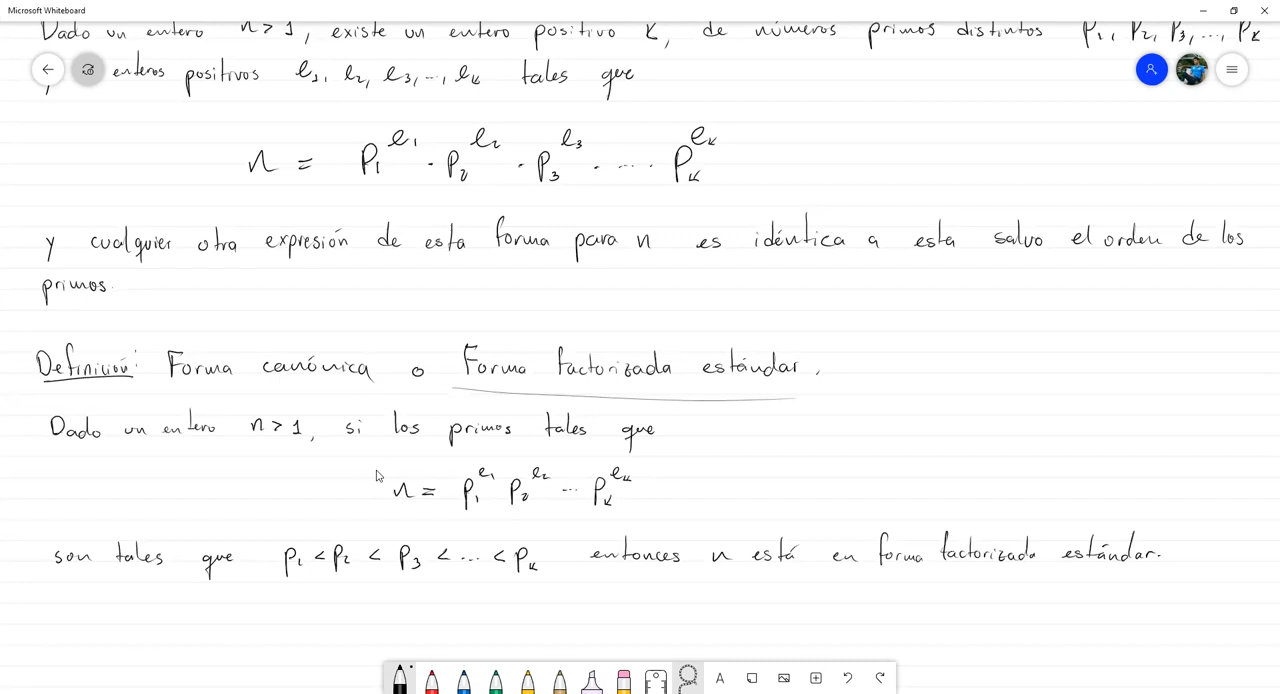 Microsoft Whiteboard
Dado un entero n > 1, existe un entero positivo K, de números primos distintos P1, P2, P3, ..., PK
y enteros positivos e1, e2, e3, ..., eK tales que
n = P1^e1 · P2^e2 · P3^e3 · ... · PK^eK
y cualquier otra expresión de esta forma para n es idéntica a esta salvo el orden de los
primos.
Definición: Forma canónica o Forma factorizada estándar.
Dado un entero n > 1, si los primos tales que
n = P1^e1 P2^e2 ... PK^eK
son tales que P1 < P2 < P3 < ... < PK entonces n está en forma factorizada estándar.
A